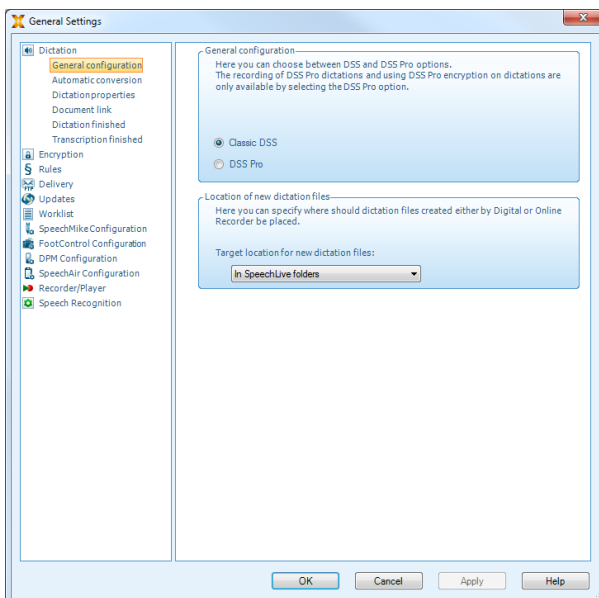 General Settings
Dictation
General configuration
Automatic conversion
Dictation properties
Document link
Dictation finished
Transcription finished
Encryption
Rules
Delivery
Updates
Worklist
SpeechMike Configuration
FootControl Configuration
DPM Configuration
SpeechAir Configuration
Recorder/Player
Speech Recognition
General configuration
Here you can choose between DSS and DSS Pro options.
The recording of DSS Pro dictations and using DSS Pro encryption on dictations are
only available by selecting the DSS Pro option.
Classic DSS
DSS Pro
Location of new dictation files
Here you can specify where should dictation files created either by Digital or Online
Recorder be placed.
Target location for new dictation files:
In SpeechLive folders
OK
Cancel
Apply
Help